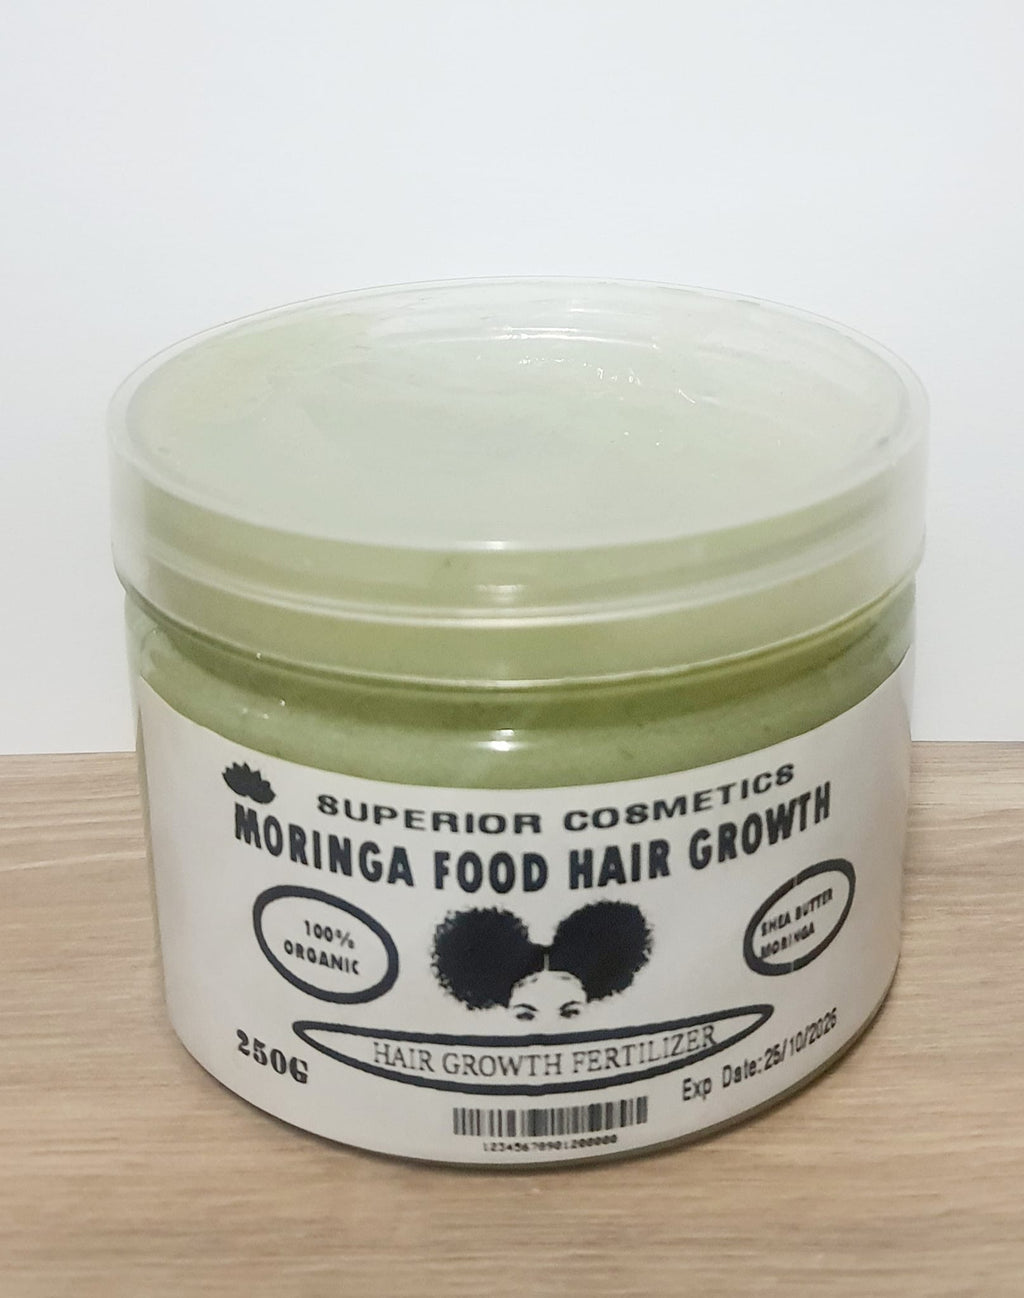 SUPERIOR COSMETICS
MORINGA FOOD HAIR GROWTH
100%
ORGANIC
SHEA BUTTER
MORINGA
HAIR GROWTH FERTILIZER
250G
Exp Date: 25/10/2026
12345678901200000